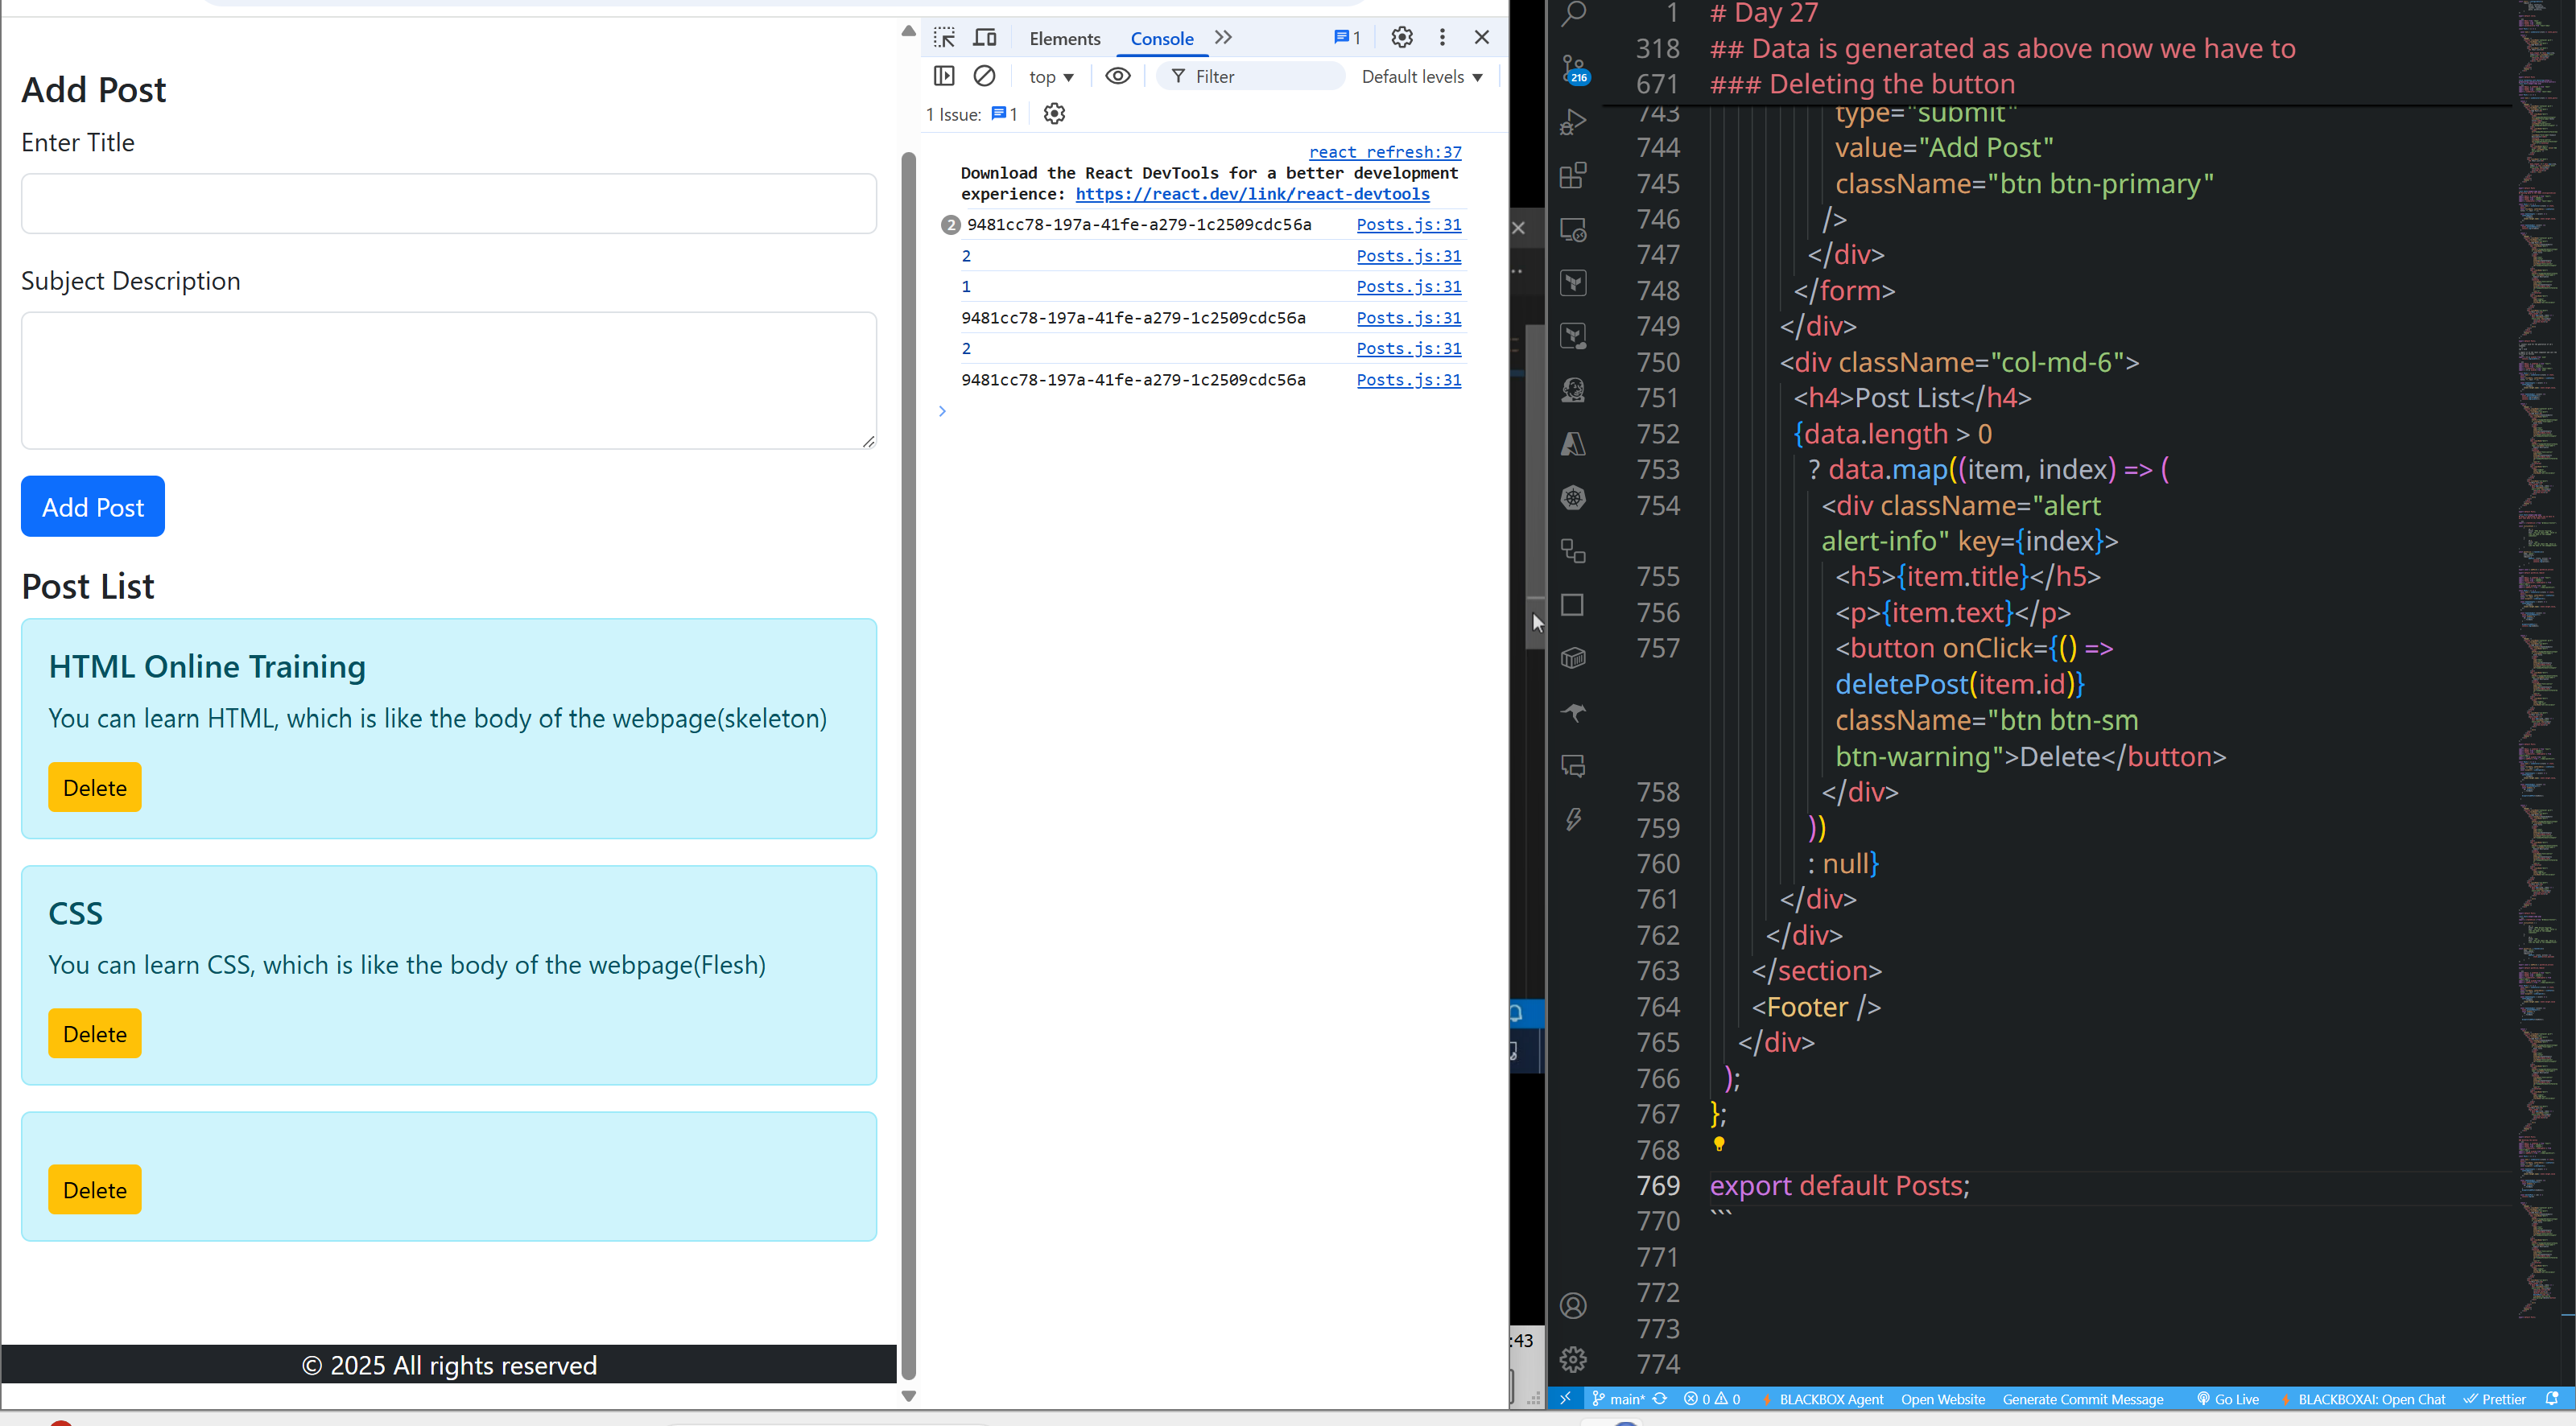 Add Post
Enter Title
Subject Description
Add Post
Post List
HTML Online Training
You can learn HTML, which is like the body of the webpage(skeleton)
Delete
CSS
You can learn CSS, which is like the body of the webpage(Flesh)
Delete
Delete
© 2025 All rights reserved
Elements Console 1
top Filter Default levels
1 Issue: 1
react refresh:37
Download the React DevTools for a better development
experience: https://react.dev/link/react-devtools
2 9481cc78-197a-41fe-a279-1c2509cdc56a Posts.js:31
2 Posts.js:31
1 Posts.js:31
9481cc78-197a-41fe-a279-1c2509cdc56a Posts.js:31
2 Posts.js:31
9481cc78-197a-41fe-a279-1c2509cdc56a Posts.js:31
:43
216
1 # Day 27
318 ## Data is generated as above now we have to
671 ### Deleting the button
743 type="submit"
744 value="Add Post"
745 className="btn btn-primary"
746 />
747 </div>
748 </form>
749 </div>
750 <div className="col-md-6">
751 <h4>Post List</h4>
752 {data.length > 0
753 ? data.map((item, index) => (
754 <div className="alert
alert-info" key={index}>
755 <h5>{item.title}</h5>
756 <p>{item.text}</p>
757 <button onClick={() =>
deletePost(item.id)}
className="btn btn-sm
btn-warning">Delete</button>
758 </div>
759 ))
760 : null}
761 </div>
762 </div>
763 </section>
764 <Footer />
765 </div>
766 );
767 };
768
769 export default Posts;
770 ```
771
772
773
774
main* 0 0 BLACKBOX Agent Open Website Generate Commit Message Go Live BLACKBOXAI: Open Chat Prettier